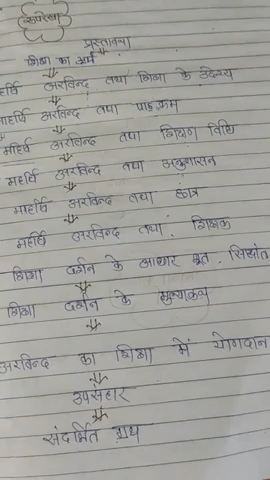 रूपरेखा
प्रस्तावना
शिक्षा का अर्थ
महर्षि अरविन्द तथा शिक्षा के उद्देश्य
महर्षि अरविन्द तथा पाठ्यक्रम
महर्षि अरविन्द तथा शिक्षण विधि
महर्षि अरविन्द तथा अनुशासन
महर्षि अरविन्द तथा छात्र
महर्षि अरविन्द तथा शिक्षक
शिक्षा दर्शन के आधार भूत सिद्धांत
शिक्षा दर्शन के मूल्यांकन
अरविन्द का शिक्षा में योगदान
उपसंहार
संदर्भित ग्रंथ